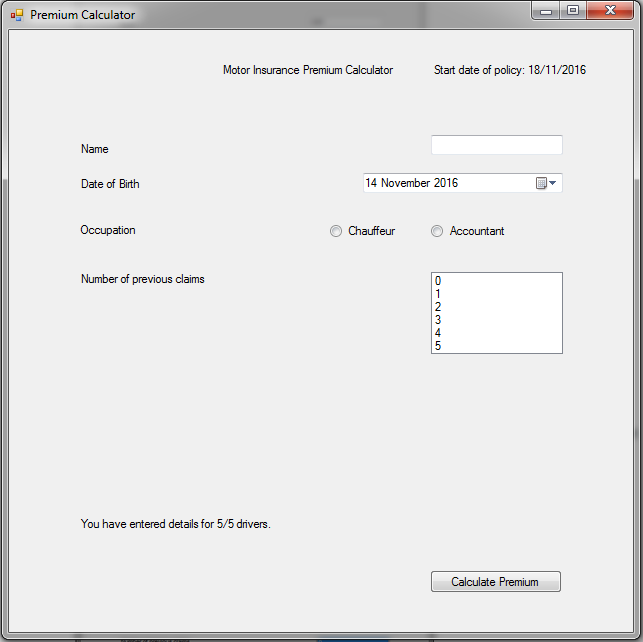 Premium Calculator
Motor Insurance Premium Calculator Start date of policy: 18/11/2016
Name
Date of Birth 14 November 2016
Occupation Chauffeur Accountant
Number of previous claims
0
1
2
3
4
5
You have entered details for 5/5 drivers.
Calculate Premium